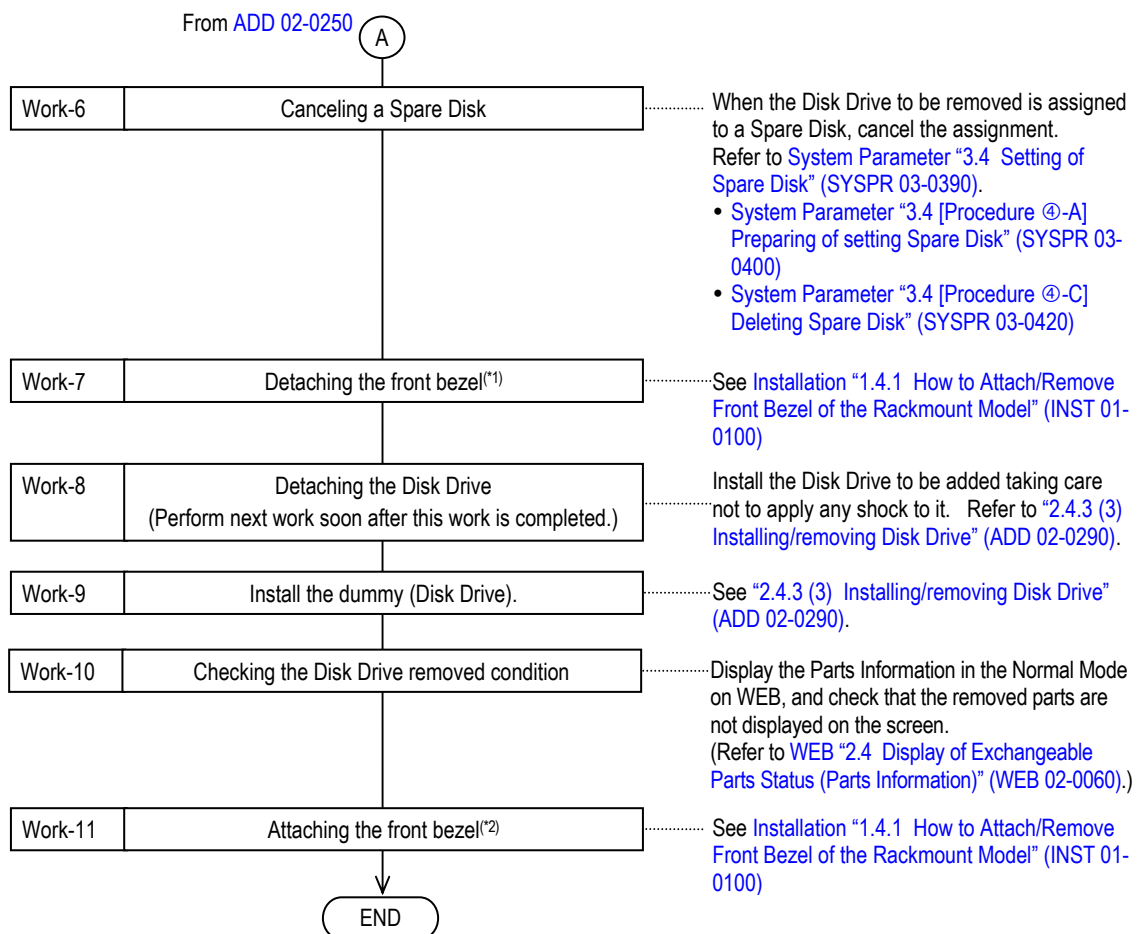 From ADD 02-0250
A
Work-6
Canceling a Spare Disk
When the Disk Drive to be removed is assigned
to a Spare Disk, cancel the assignment.
Refer to System Parameter “3.4 Setting of
Spare Disk” (SYSPR 03-0390).
• System Parameter “3.4 [Procedure ④-A]
Preparing of setting Spare Disk” (SYSPR 03-
0400)
• System Parameter “3.4 [Procedure ④-C]
Deleting Spare Disk” (SYSPR 03-0420)
Work-7
Detaching the front bezel(*1)
See Installation “1.4.1 How to Attach/Remove
Front Bezel of the Rackmount Model” (INST 01-
0100)
Work-8
Detaching the Disk Drive
(Perform next work soon after this work is completed.)
Install the Disk Drive to be added taking care
not to apply any shock to it. Refer to “2.4.3 (3)
Installing/removing Disk Drive” (ADD 02-0290).
Work-9
Install the dummy (Disk Drive).
See “2.4.3 (3) Installing/removing Disk Drive”
(ADD 02-0290).
Work-10
Checking the Disk Drive removed condition
Display the Parts Information in the Normal Mode
on WEB, and check that the removed parts are
not displayed on the screen.
(Refer to WEB “2.4 Display of Exchangeable
Parts Status (Parts Information)” (WEB 02-0060).)
Work-11
Attaching the front bezel(*2)
See Installation “1.4.1 How to Attach/Remove
Front Bezel of the Rackmount Model” (INST 01-
0100)
END